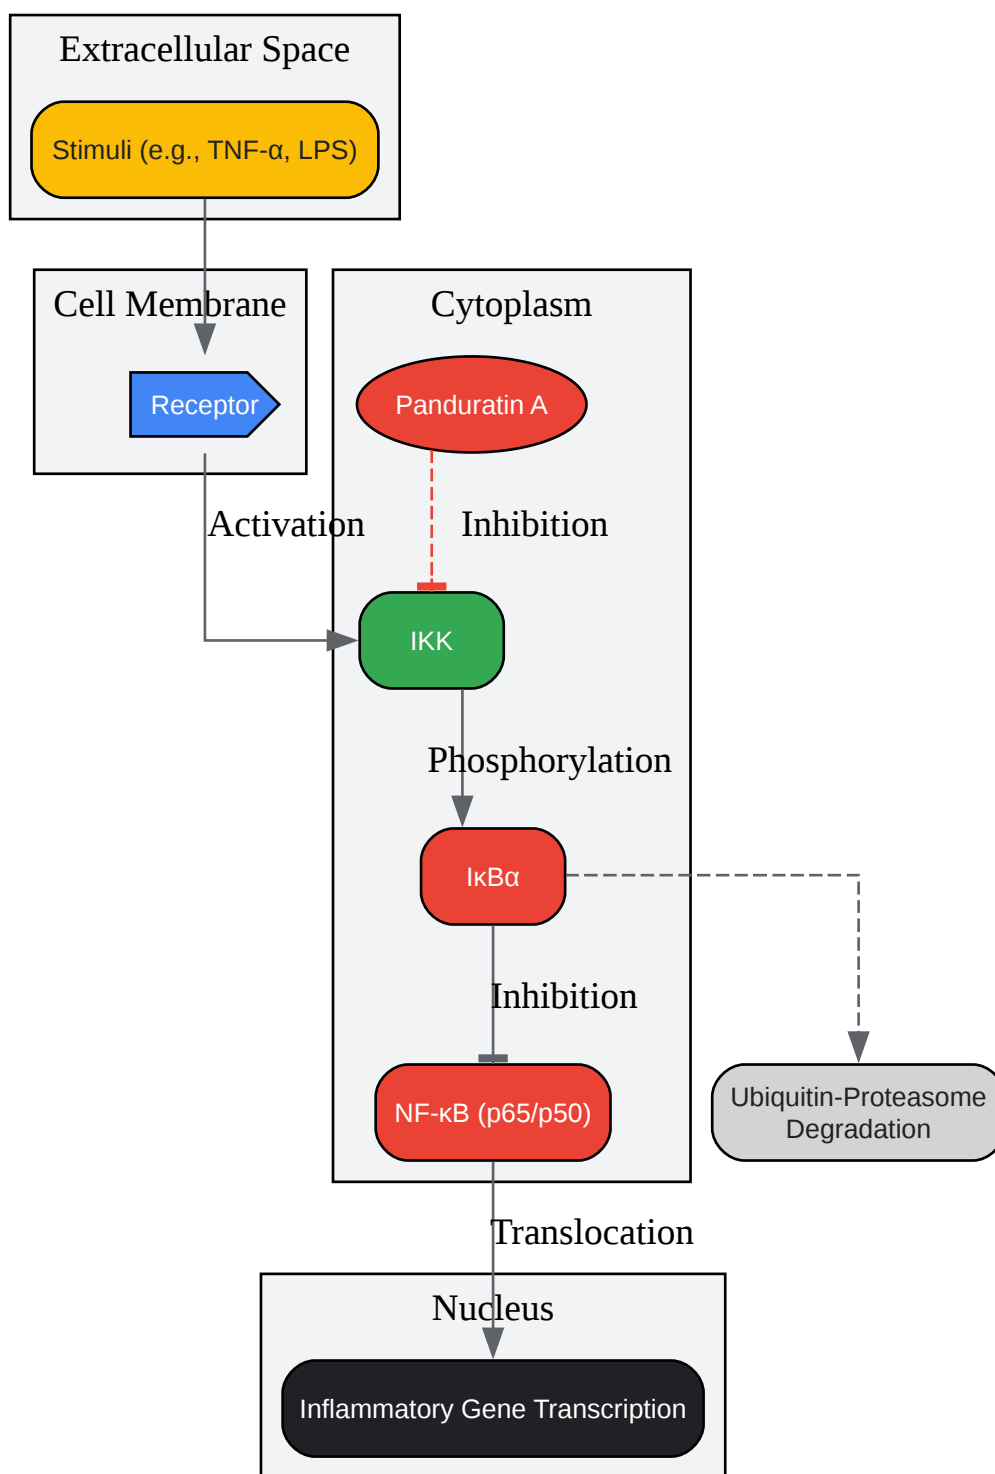 Extracellular Space
Stimuli (e.g., TNF-α, LPS)
Cell Membrane
Cytoplasm
Receptor
Panduratin A
Activation
Inhibition
IKK
Phosphorylation
IκBα
Inhibition
NF-κB (p65/p50)
Ubiquitin-Proteasome
Degradation
Translocation
Nucleus
Inflammatory Gene Transcription